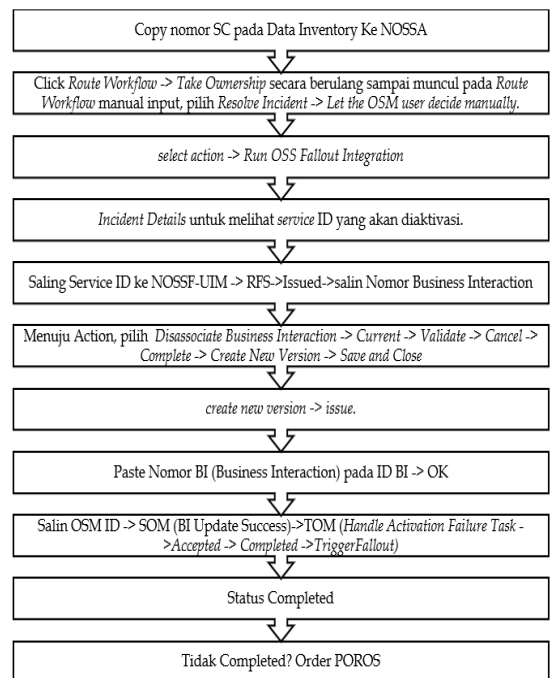 Copy nomor SC pada Data Inventory Ke NOSSA
Click Route Workflow -> Take Ownership secara berulang sampai muncul pada Route
Workflow manual input, pilih Resolve Incident -> Let the OSM user decide manually.
select action -> Run OSS Fallout Integration
Incident Details untuk melihat service ID yang akan diaktivasi.
Saling Service ID ke NOSSF-UIM -> RFS->Issued->salin Nomor Business Interaction
Menuju Action, pilih Disassociate Business Interaction -> Current -> Validate -> Cancel ->
Complete -> Create New Version -> Save and Close
create new version -> issue.
Paste Nomor BI (Business Interaction) pada ID BI -> OK
Salin OSM ID -> SOM (BI Update Success)->TOM (Handle Activation Failure Task -
>Accepted -> Completed ->TriggerFallout)
Status Completed
Tidak Completed? Order POROS